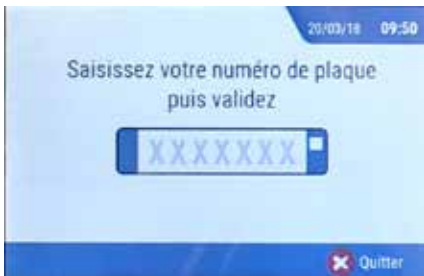 20/03/18 09:50
Saisissez votre numéro de plaque
puis validez
XXXXXXX
Quitter